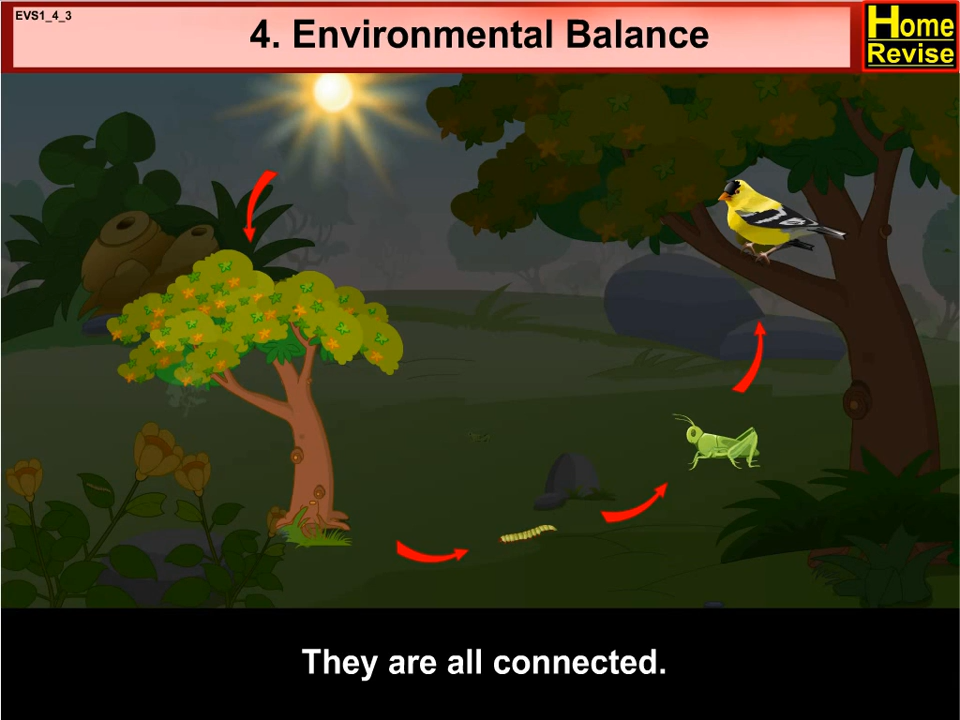 EVS1_4_3
4. Environmental Balance
Home
Revise
They are all connected.